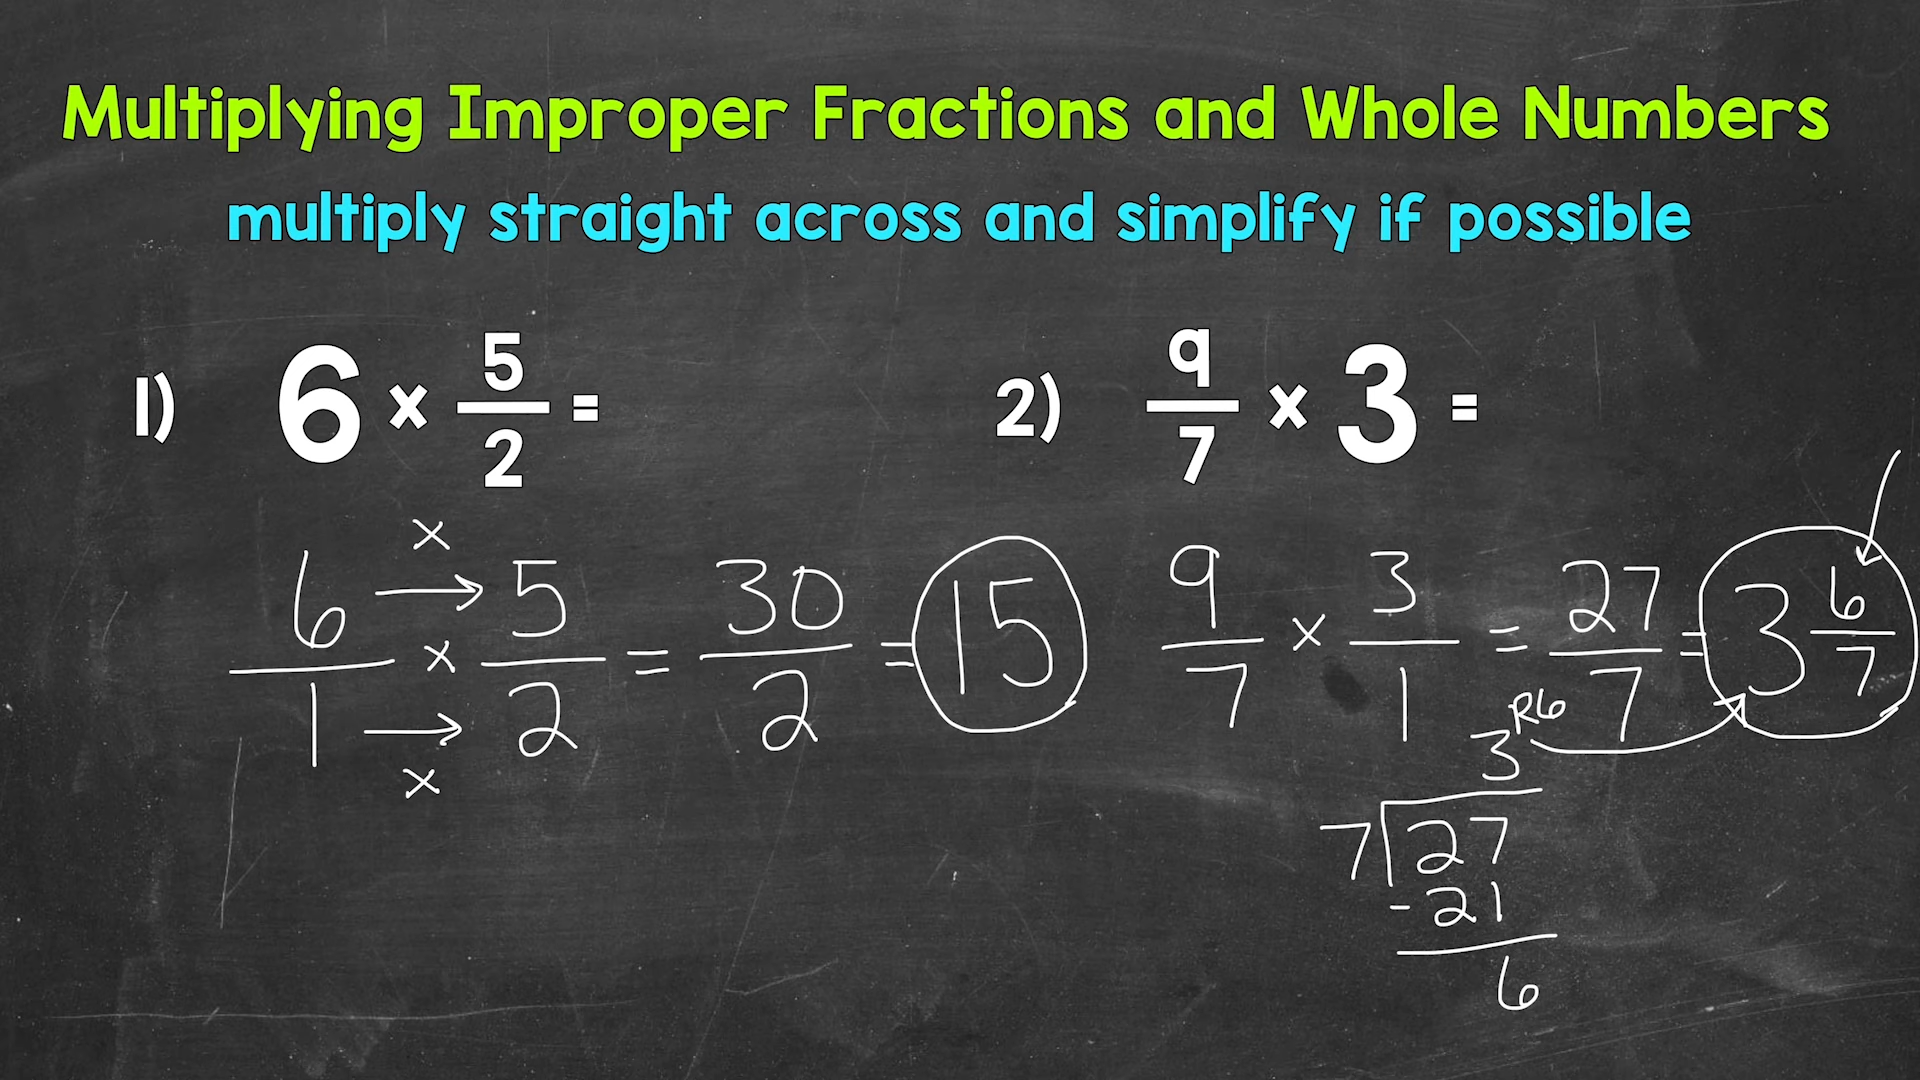 Multiplying Improper Fractions and Whole Numbers
multiply straight across and simplify if possible
1) 6 × 5/2 =
2) 9/7 × 3 =
x
6/1 → x → 5/2 = 30/2 = 15
x
9/7 x 3/1 = 27/7 = 3 6/7
3 R6
7 27
-21
6